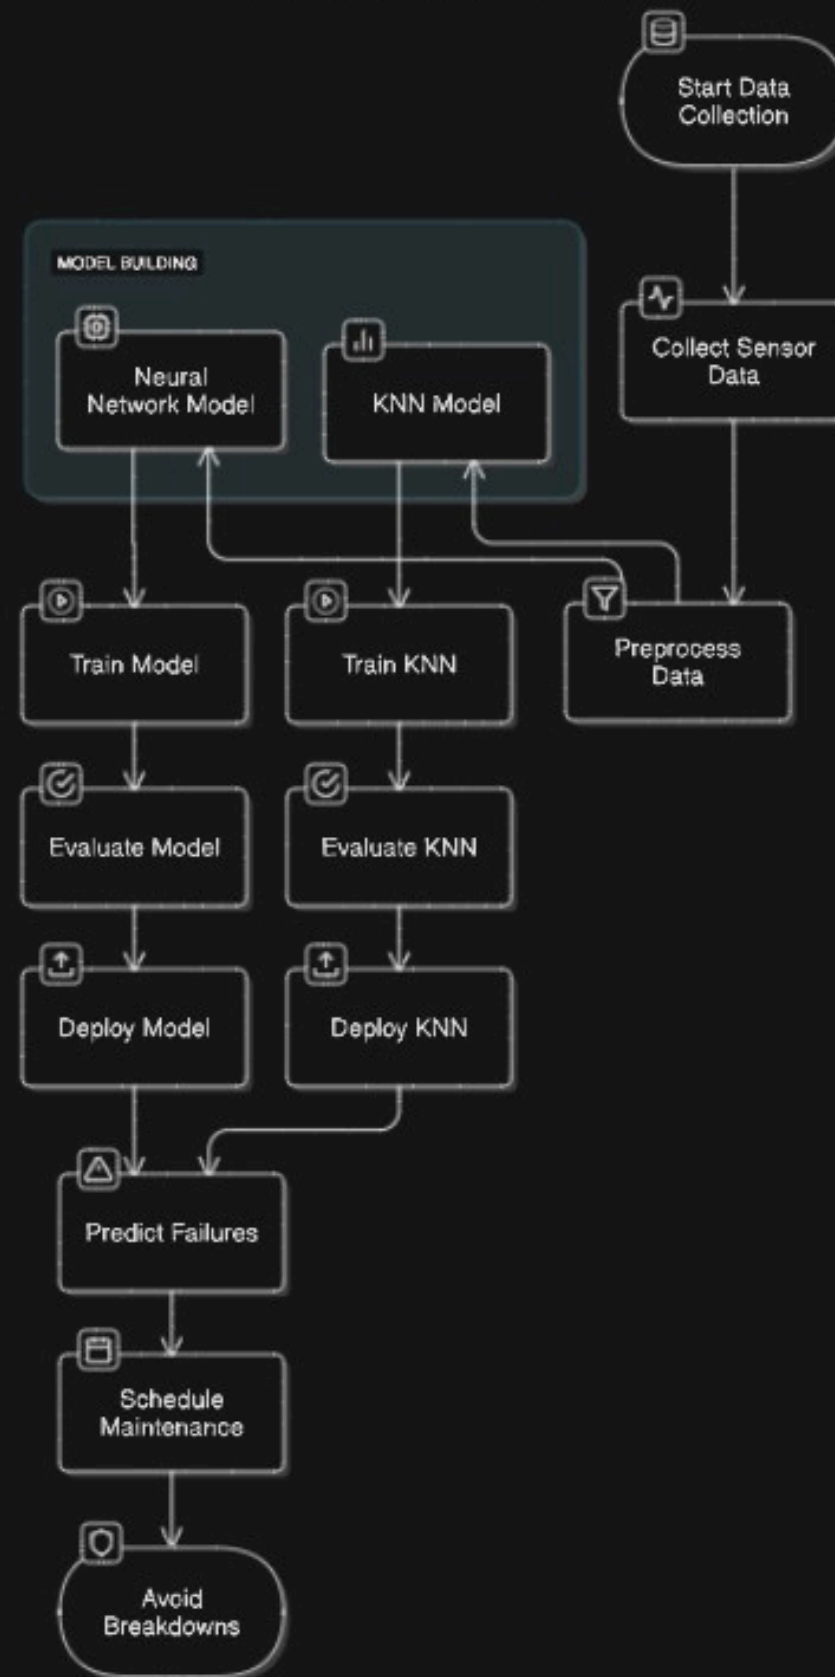 Start Data
Collection
MODEL BUILDING
Neural
Network Model
KNN Model
Collect Sensor
Data
Train Model
Train KNN
Preprocess
Data
Evaluate Model
Evaluate KNN
Deploy Model
Deploy KNN
Predict Failures
Schedule
Maintenance
Avoid
Breakdowns